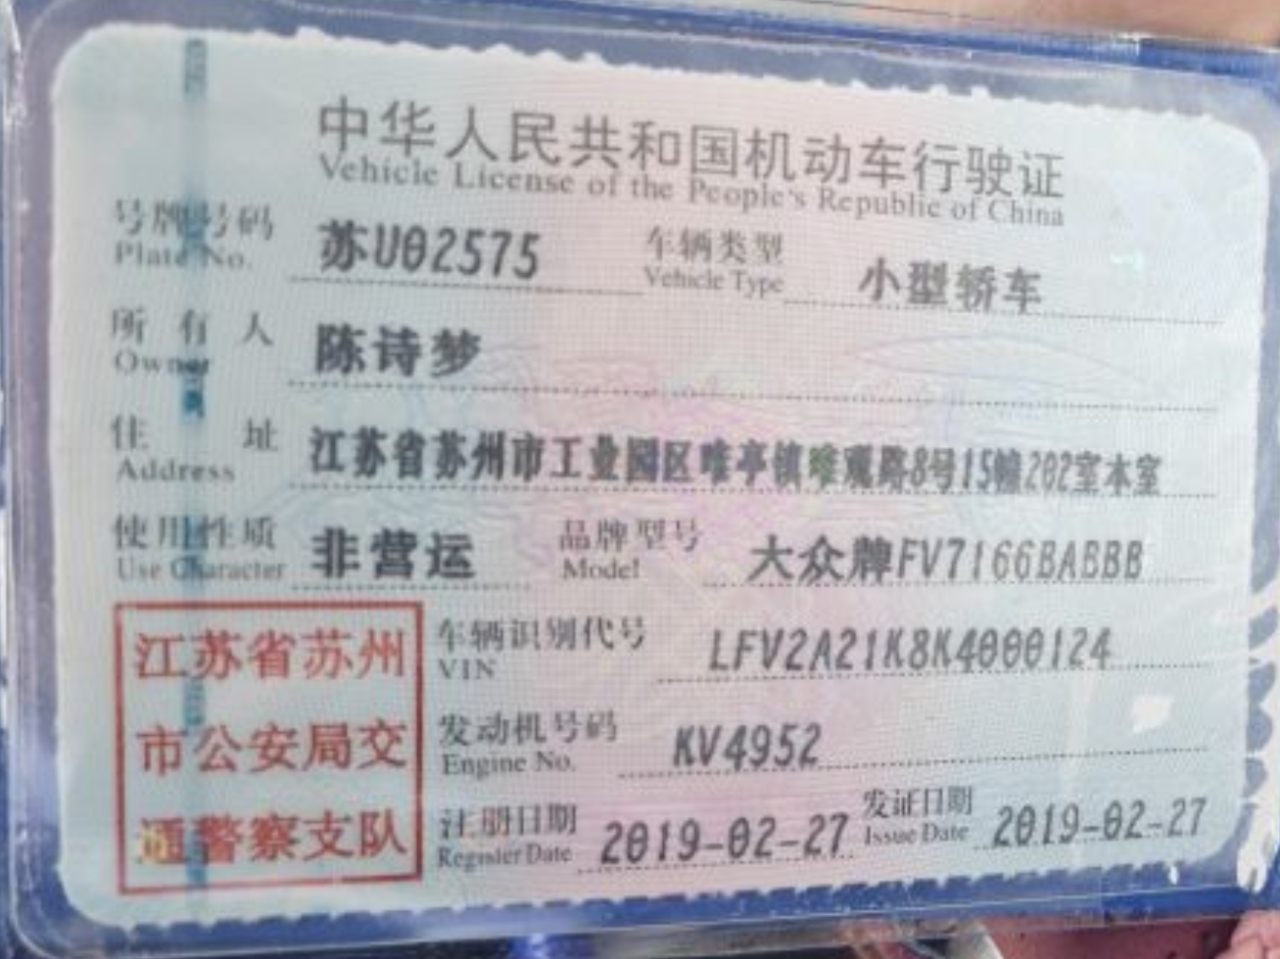 中华人民共和国机动车行驶证
Vehicle License of the People's Republic of China
号牌号码 苏U02575 车辆类型 小型轿车
Plate No. Vehicle Type
所有人 陈诗梦
Owner
住址 江苏省苏州市工业园区唯亭镇唯观路8号15幢202室本室
Address
使用性质 非营运 品牌型号 大众牌FV7166BABBB
Use Character Model
江苏省苏州
市公安局交
通警察支队
车辆识别代号 LFV2A21K8K4000124
VIN
发动机号码 KV4952
Engine No.
注册日期 2019-02-27 发证日期 2019-02-27
Register Date Issue Date